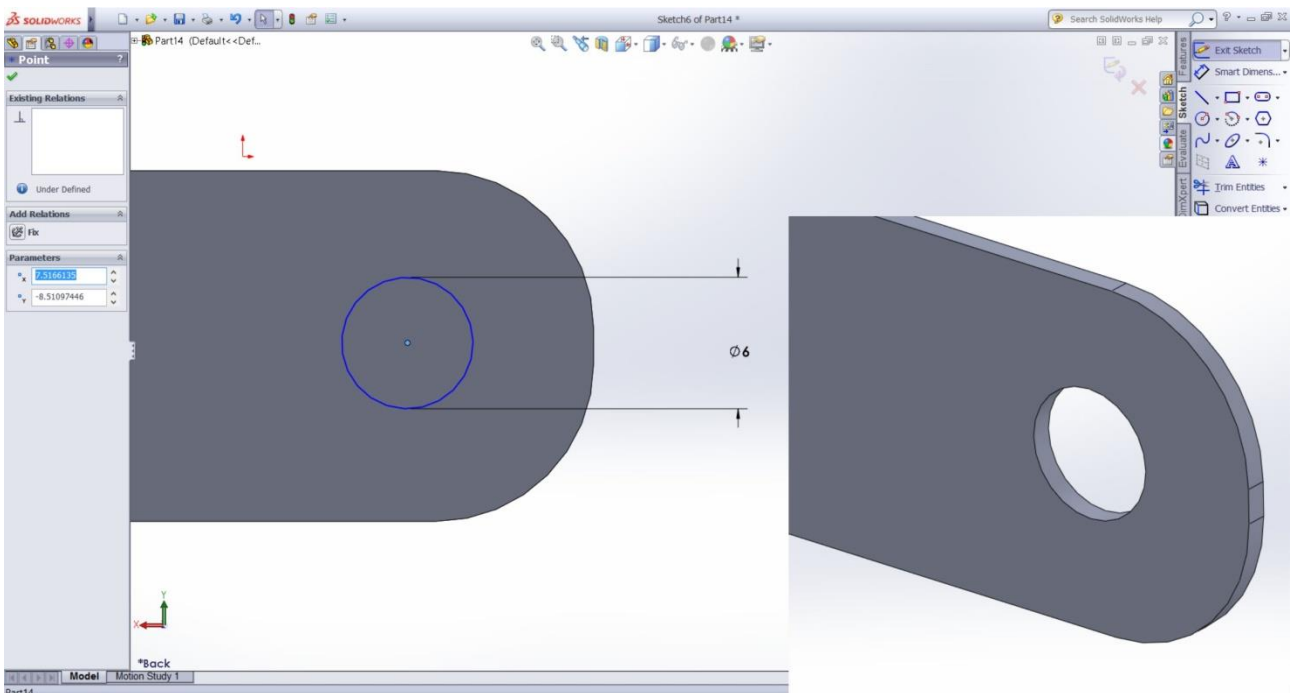 SOLIDWORKS
Sketch6 of Part14 *
Search SolidWorks Help
Part14 (Default<<Def...
Point
?
Existing Relations
Under Defined
Add Relations
Fix
Parameters
x 7.5166135
Y -8.51097446
Exit Sketch
Smart Dimens...
Trim Entities
Convert Entities
Features
Sketch
Evaluate
DimXpert
Ø6
Y
X
*Back
Model
Motion Study 1
Part14